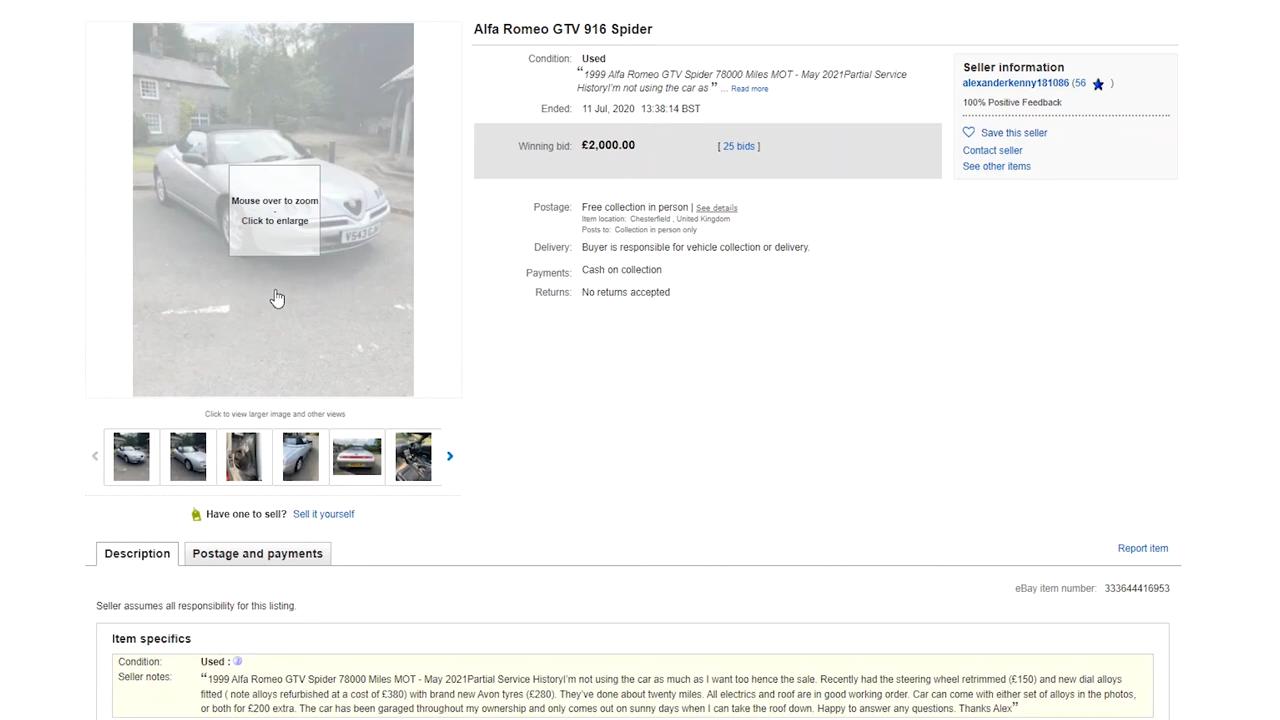 Alfa Romeo GTV 916 Spider
Condition: Used
“1999 Alfa Romeo GTV Spider 78000 Miles MOT - May 2021Partial Service
HistoryI'm not using the car as ” ... Read more
Ended: 11 Jul, 2020 13:38:14 BST
Winning bid: £2,000.00 [ 25 bids ]
Postage: Free collection in person | See details
Item location: Chesterfield , United Kingdom
Posts to: Collection in person only
Delivery: Buyer is responsible for vehicle collection or delivery.
Payments: Cash on collection
Returns: No returns accepted
Seller information
alexanderkenny181086 (56 )
100% Positive Feedback
Save this seller
Contact seller
See other items
Mouse over to zoom
-
Click to enlarge
Click to view larger image and other views
Have one to sell? Sell it yourself
Description
Postage and payments
Report item
eBay item number: 333644416953
Seller assumes all responsibility for this listing.
Item specifics
Condition: Used :
Seller notes: “1999 Alfa Romeo GTV Spider 78000 Miles MOT - May 2021Partial Service HistoryI'm not using the car as much as I want too hence the sale. Recently had the steering wheel retrimmed (£150) and new dial alloys
fitted ( note alloys refurbished at a cost of £380) with brand new Avon tyres (£280). They've done about twenty miles. All electrics and roof are in good working order. Car can come with either set of alloys in the photos,
or both for £200 extra. The car has been garaged throughout my ownership and only comes out on sunny days when I can take the roof down. Happy to answer any questions. Thanks Alex”